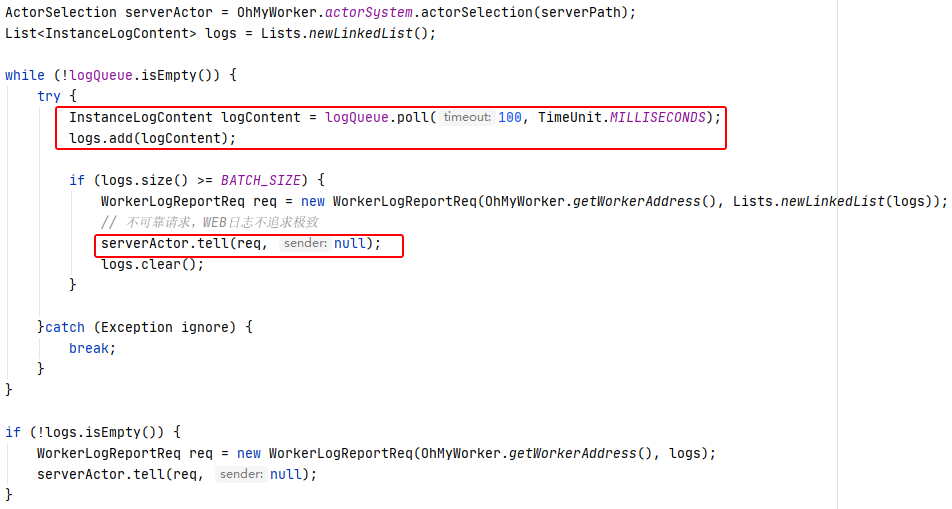 ActorSelection serverActor = OhMyWorker.actorSystem.actorSelection(serverPath);
List<InstanceLogContent> logs = Lists.newLinkedList();
while (!logQueue.isEmpty()) {
try {
InstanceLogContent logContent = logQueue.poll( timeout: 100, TimeUnit.MILLISECONDS);
logs.add(logContent);
if (logs.size() >= BATCH_SIZE) {
WorkerLogReportReq req = new WorkerLogReportReq(OhMyWorker.getWorkerAddress(), Lists.newLinkedList(logs));
// 不可靠请求，WEB日志不追求极致
serverActor.tell(req, sender: null);
logs.clear();
}
}catch (Exception ignore) {
break;
}
}
if (!logs.isEmpty()) {
WorkerLogReportReq req = new WorkerLogReportReq(OhMyWorker.getWorkerAddress(), logs);
serverActor.tell(req, sender: null);
}